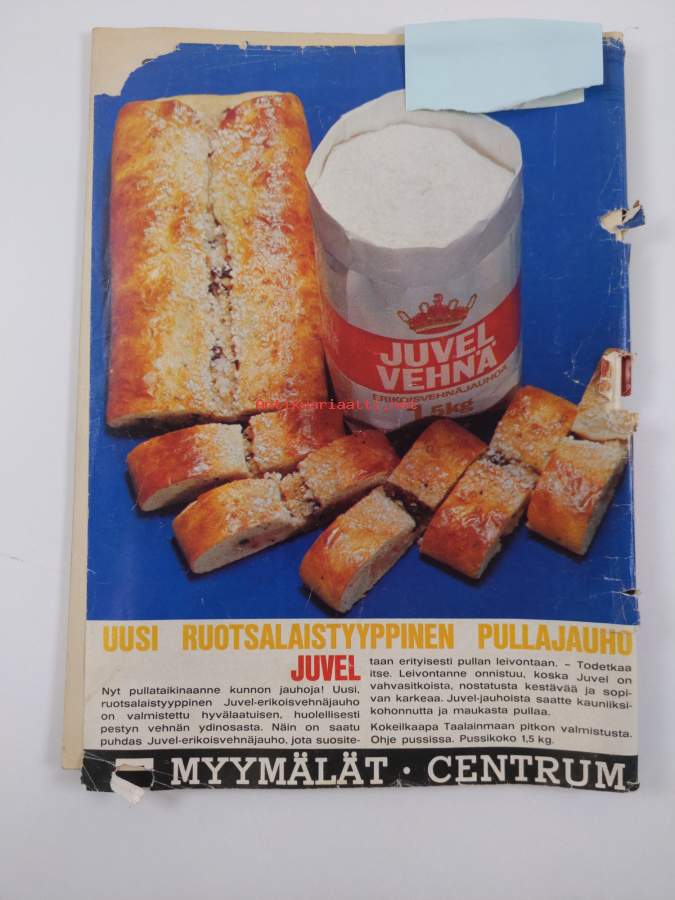 JUVEL
VEHNÄ
ERIKOISVEHNÄJAUHOA
1,5kg
Antikvariaatti.net
UUSI RUOTSALAISTYYPPINEN PULLAJAUHO
JUVEL
Nyt pullataikinaanne kunnon jauhoja! Uusi,
ruotsalaistyyppinen Juvel-erikoisvehnäjauho
on valmistettu hyvälaatuisen, huolellisesti
pestyn vehnän ydinosasta. Näin on saatu
puhdas Juvel-erikoisvehnäjauho, jota suosite-
taan erityisesti pullan leivontaan. – Todetkaa
itse. Leivontanne onnistuu, koska Juvel on
vahvasitkoista, nostatusta kestävää ja sopi-
van karkeaa. Juvel-jauhoista saatte kauniiksi-
kohonnutta ja maukasta pullaa.
Kokeilkaapa Taalainmaan pitkon valmistusta.
Ohje pussissa. Pussikoko 1,5 kg.
MYYMÄLÄT · CENTRUM